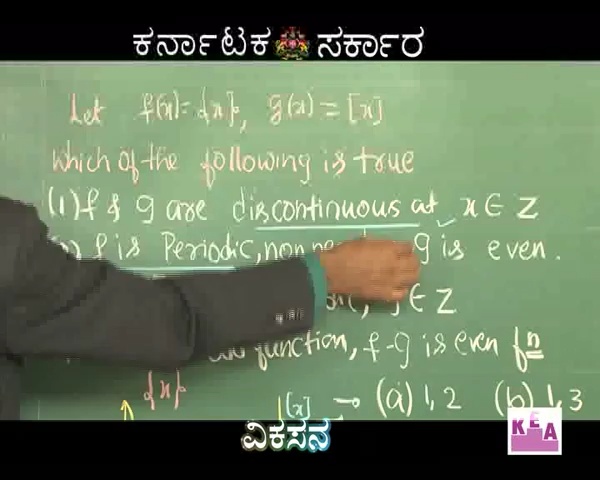 ಕರ್ನಾಟಕ ಸರ್ಕಾರ
Let f(x)={x}, g(x)=[x]
which of the following is true
(1) f & g are discontinuous at x∈Z
f is Periodic, non g is even.
∈ Z
function, f-g is even fn
{x}
[x] → (a) 1,2 (b) 1,3
ವಿಕಸನ
KEA